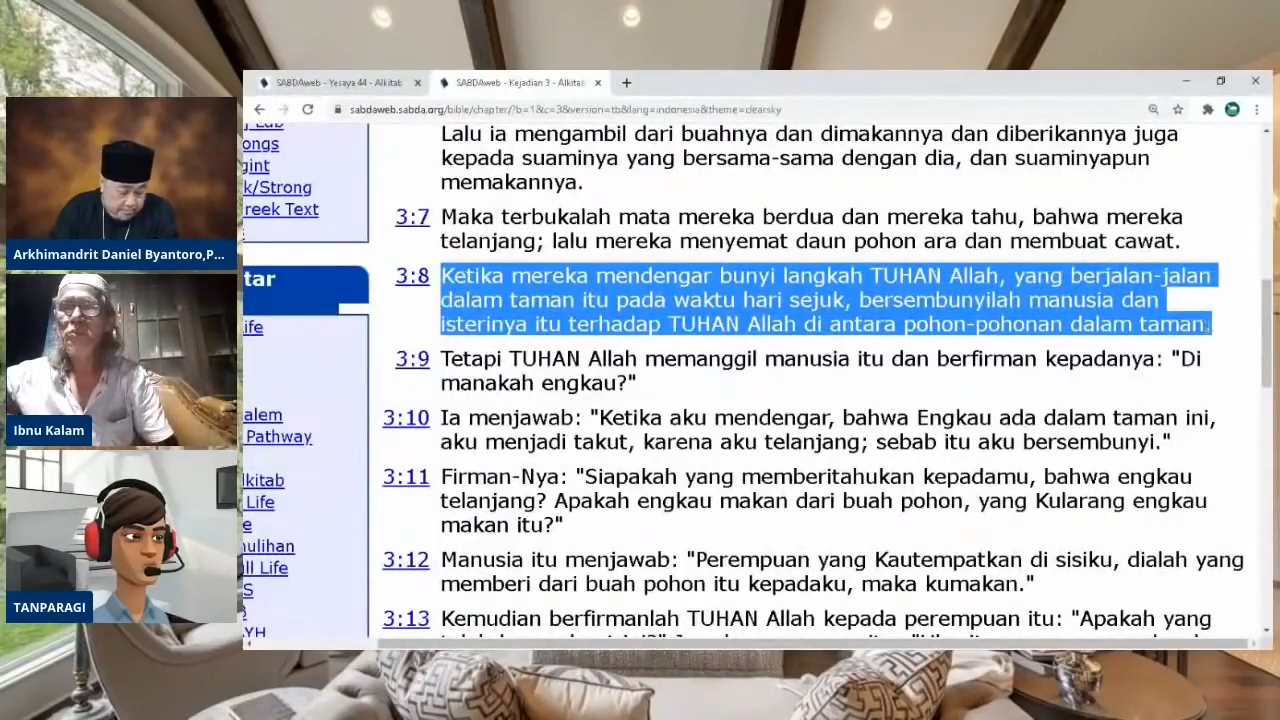 SABDAweb - Yesaya 44 - Alkitab
SABDAweb - Kejadian 3 - Alkitab
sabdaweb.sabda.org/bible/chapter/?b=1&c=3&version=tb&lang=indonesia&theme=clearsky
Arkhimandrit Daniel Byantoro,P...
Ibnu Kalam
TANPARAGI
ongs
gint
k/Strong
reek Text
tar
ife
alem
Pathway
lkitab
Life
e
nulihan
ll Life
S
YH
Lalu ia mengambil dari buahnya dan dimakannya dan diberikannya juga
kepada suaminya yang bersama-sama dengan dia, dan suaminyapun
memakannya.
3:7 Maka terbukalah mata mereka berdua dan mereka tahu, bahwa mereka
telanjang; lalu mereka menyemat daun pohon ara dan membuat cawat.
3:8 Ketika mereka mendengar bunyi langkah TUHAN Allah, yang berjalan-jalan
dalam taman itu pada waktu hari sejuk, bersembunyilah manusia dan
isterinya itu terhadap TUHAN Allah di antara pohon-pohonan dalam taman.
3:9 Tetapi TUHAN Allah memanggil manusia itu dan berfirman kepadanya: "Di
manakah engkau?"
3:10 Ia menjawab: "Ketika aku mendengar, bahwa Engkau ada dalam taman ini,
aku menjadi takut, karena aku telanjang; sebab itu aku bersembunyi."
3:11 Firman-Nya: "Siapakah yang memberitahukan kepadamu, bahwa engkau
telanjang? Apakah engkau makan dari buah pohon, yang Kularang engkau
makan itu?"
3:12 Manusia itu menjawab: "Perempuan yang Kautempatkan di sisiku, dialah yang
memberi dari buah pohon itu kepadaku, maka kumakan."
3:13 Kemudian berfirmanlah TUHAN Allah kepada perempuan itu: "Apakah yang